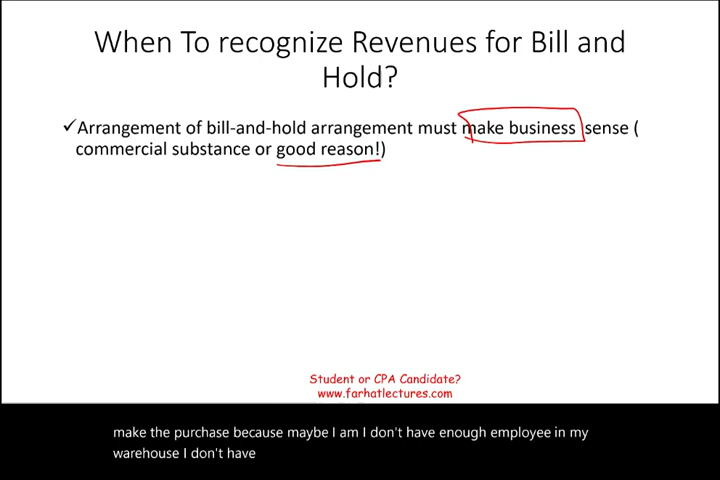 When To recognize Revenues for Bill and
Hold?
✓Arrangement of bill-and-hold arrangement must make business sense (
commercial substance or good reason!)
Student or CPA Candidate?
www.farhatlectures.com
make the purchase because maybe I am I don't have enough employee in my
warehouse I don't have